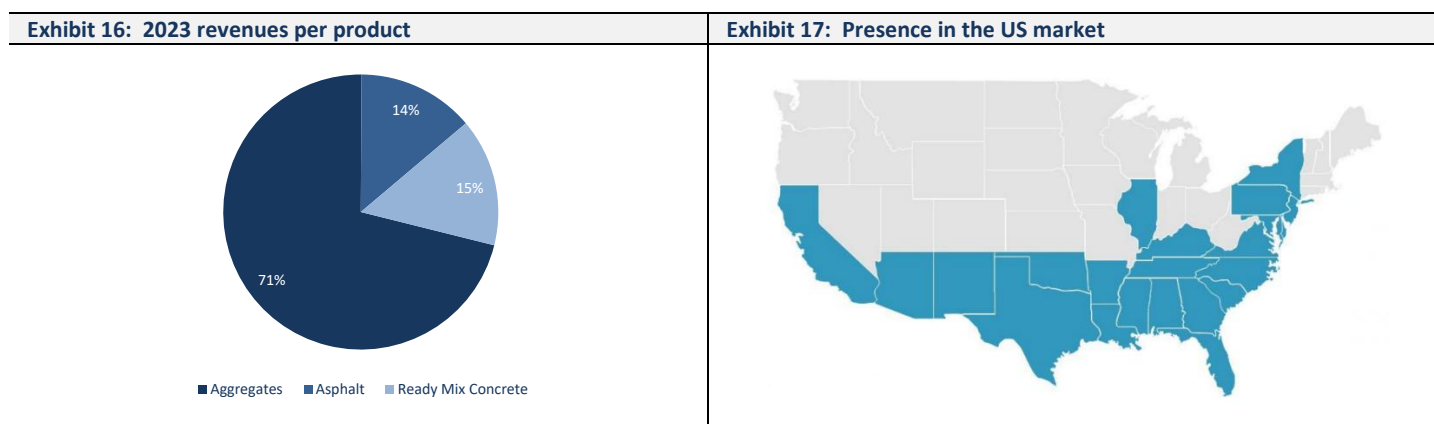 Exhibit 16: 2023 revenues per product
14%
15%
71%
Aggregates Asphalt Ready Mix Concrete
Exhibit 17: Presence in the US market